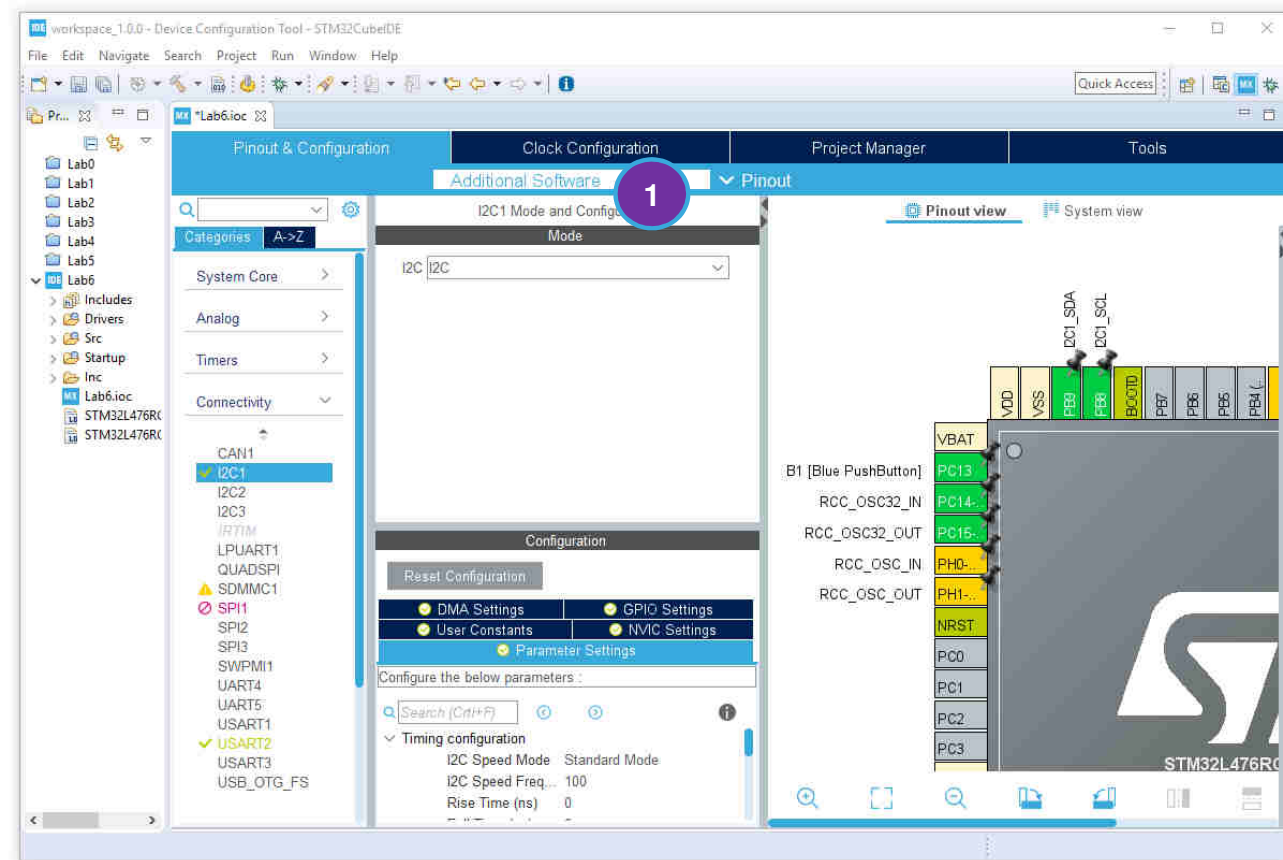 IDE workspace_1.0.0 - Device Configuration Tool - STM32CubeIDE
File Edit Navigate Search Project Run Window Help
Quick Access
Pr...
MX *Lab6.ioc
Pinout & Configuration
Clock Configuration
Project Manager
Tools
Additional Software
1
Pinout
Categories A->Z
System Core
Analog
Timers
Connectivity
CAN1
I2C1
I2C2
I2C3
IRTIM
LPUART1
QUADSPI
SDMMC1
SPI1
SPI2
SPI3
SWPMI1
UART4
UART5
USART1
USART2
USART3
USB_OTG_FS
Lab0
Lab1
Lab2
Lab3
Lab4
Lab5
IDE Lab6
Includes
Drivers
Src
Startup
Inc
MX Lab6.ioc
STM32L476R
STM32L476R
I2C1 Mode and
Mode
I2C I2C
Configuration
Reset Configuration
DMA Settings
GPIO Settings
User Constants
NVIC Settings
Parameter Settings
Configure the below parameters :
Search (Crtl+F)
Timing configuration
I2C Speed Mode Standard Mode
I2C Speed Freq... 100
Rise Time (ns) 0
Pinout view
System view
I2C1_SDA
I2C1_SCL
VDD
VSS
PB9
PB8
BOOT0
PB7
PB6
PB5
PB4 (..
VBAT
B1 [Blue PushButton] PC13
RCC_OSC32_IN PC14-..
RCC_OSC32_OUT PC15-..
RCC_OSC_IN PH0-..
RCC_OSC_OUT PH1-..
NRST
PC0
PC1
PC2
PC3
STM32L476R